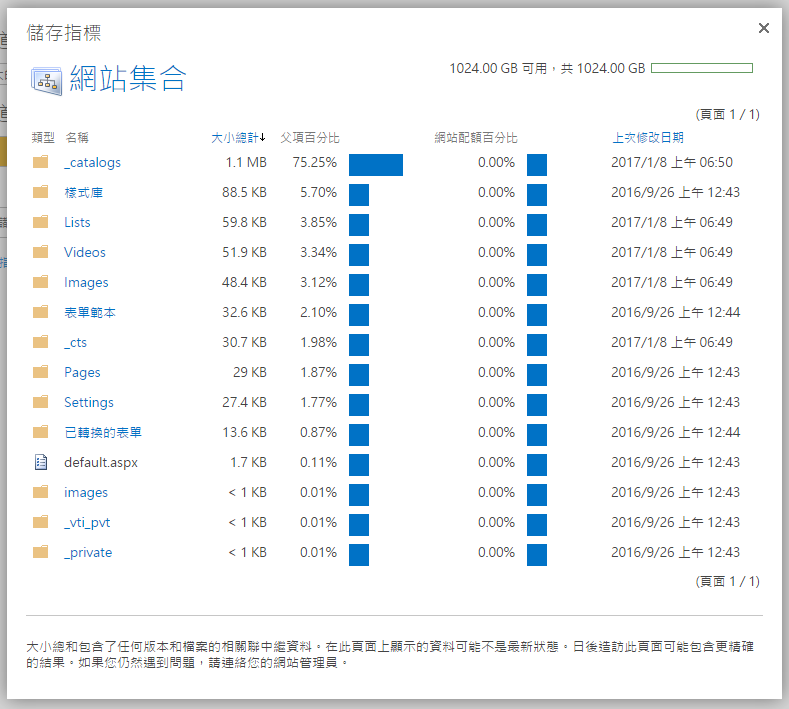 儲存指標
網站集合
1024.00 GB 可用，共 1024.00 GB
(頁面 1 / 1)
類型 名稱 大小總計↓ 父項百分比 網站配額百分比 上次修改日期
_catalogs 1.1 MB 75.25% 0.00% 2017/1/8 上午 06:50
樣式庫 88.5 KB 5.70% 0.00% 2016/9/26 上午 12:43
Lists 59.8 KB 3.85% 0.00% 2017/1/8 上午 06:49
Videos 51.9 KB 3.34% 0.00% 2017/1/8 上午 06:49
Images 48.4 KB 3.12% 0.00% 2017/1/8 上午 06:49
表單範本 32.6 KB 2.10% 0.00% 2016/9/26 上午 12:44
_cts 30.7 KB 1.98% 0.00% 2017/1/8 上午 06:49
Pages 29 KB 1.87% 0.00% 2016/9/26 上午 12:43
Settings 27.4 KB 1.77% 0.00% 2016/9/26 上午 12:43
已轉換的表單 13.6 KB 0.87% 0.00% 2016/9/26 上午 12:44
default.aspx 1.7 KB 0.11% 0.00% 2016/9/26 上午 12:43
images < 1 KB 0.01% 0.00% 2016/9/26 上午 12:43
_vti_pvt < 1 KB 0.01% 0.00% 2016/9/26 上午 12:43
_private < 1 KB 0.01% 0.00% 2016/9/26 上午 12:43
(頁面 1 / 1)
大小總和包含了任何版本和檔案的相關聯中繼資料。在此頁面上顯示的資料可能不是最新狀態。日後造訪此頁面可能包含更精確
的結果。如果您仍然遇到問題，請連絡您的網站管理員。